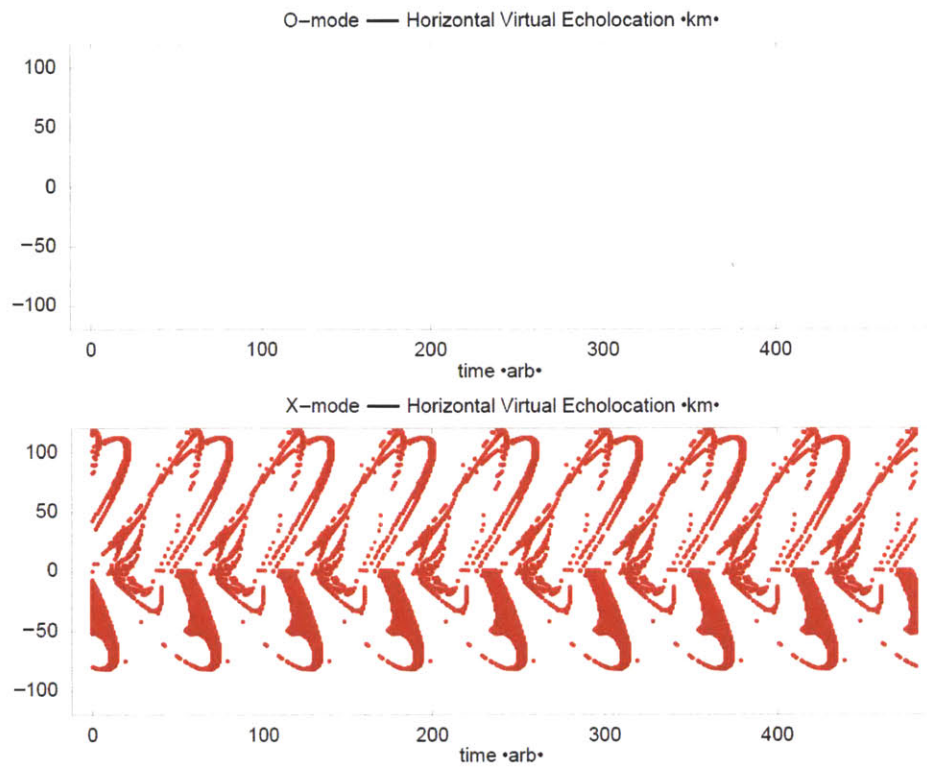 O−mode — Horizontal Virtual Echolocation •km•
100
50
0
−50
−100
0 100 200 300 400
time •arb•
X−mode — Horizontal Virtual Echolocation •km•
100
50
0
−50
−100
0 100 200 300 400
time •arb•